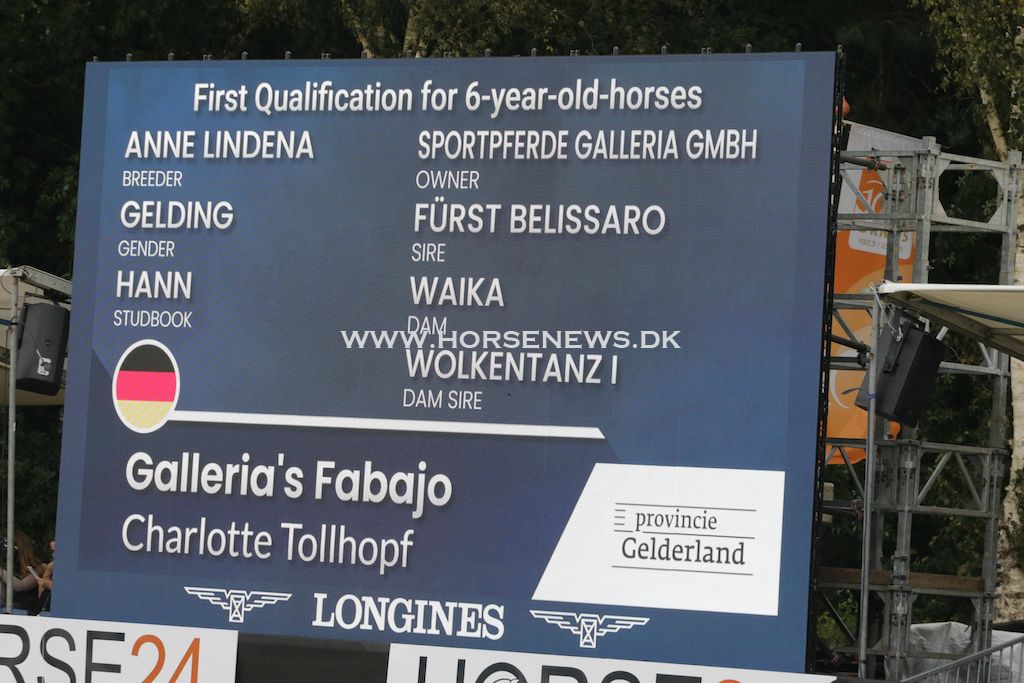 First Qualification for 6-year-old-horses
ANNE LINDENA
BREEDER
GELDING
GENDER
HANN
STUDBOOK
SPORTPFERDE GALLERIA GMBH
OWNER
FÜRST BELISSARO
SIRE
WAIKA
DAM
WWW.HORSENEWS.DK
WOLKENTANZ I
DAM SIRE
Galleria's Fabajo
Charlotte Tollhopf
provincie
Gelderland
LONGINES
RSE24